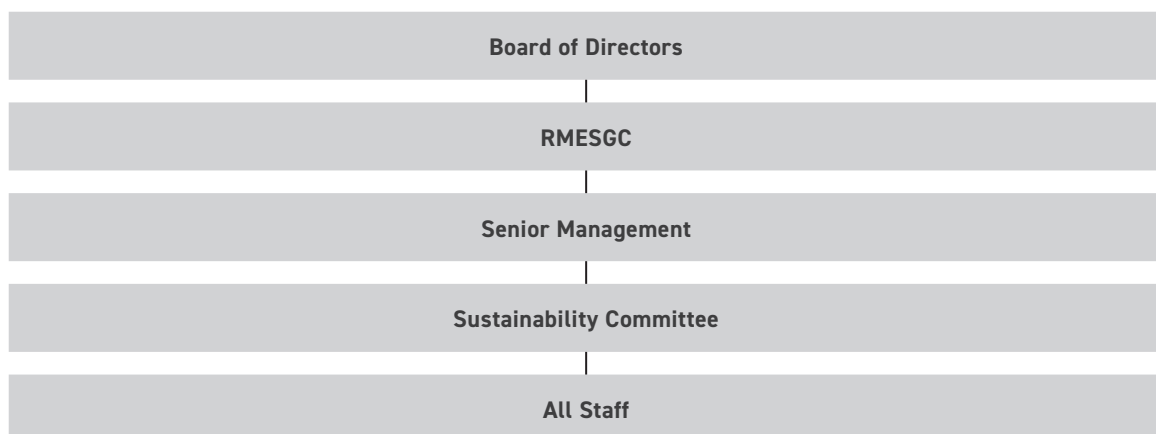 Board of Directors
RMESGC
Senior Management
Sustainability Committee
All Staff